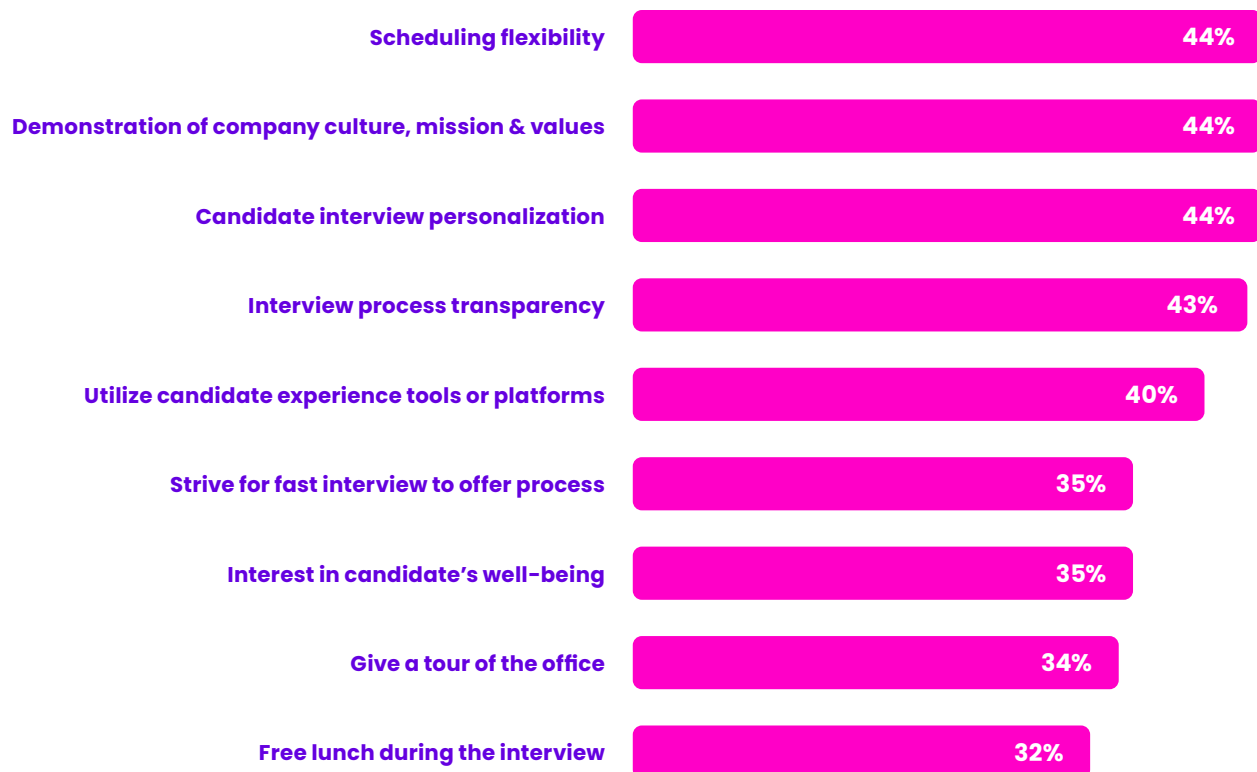 Scheduling flexibility 44%
Demonstration of company culture, mission & values 44%
Candidate interview personalization 44%
Interview process transparency 43%
Utilize candidate experience tools or platforms 40%
Strive for fast interview to offer process 35%
Interest in candidate’s well-being 35%
Give a tour of the office 34%
Free lunch during the interview 32%